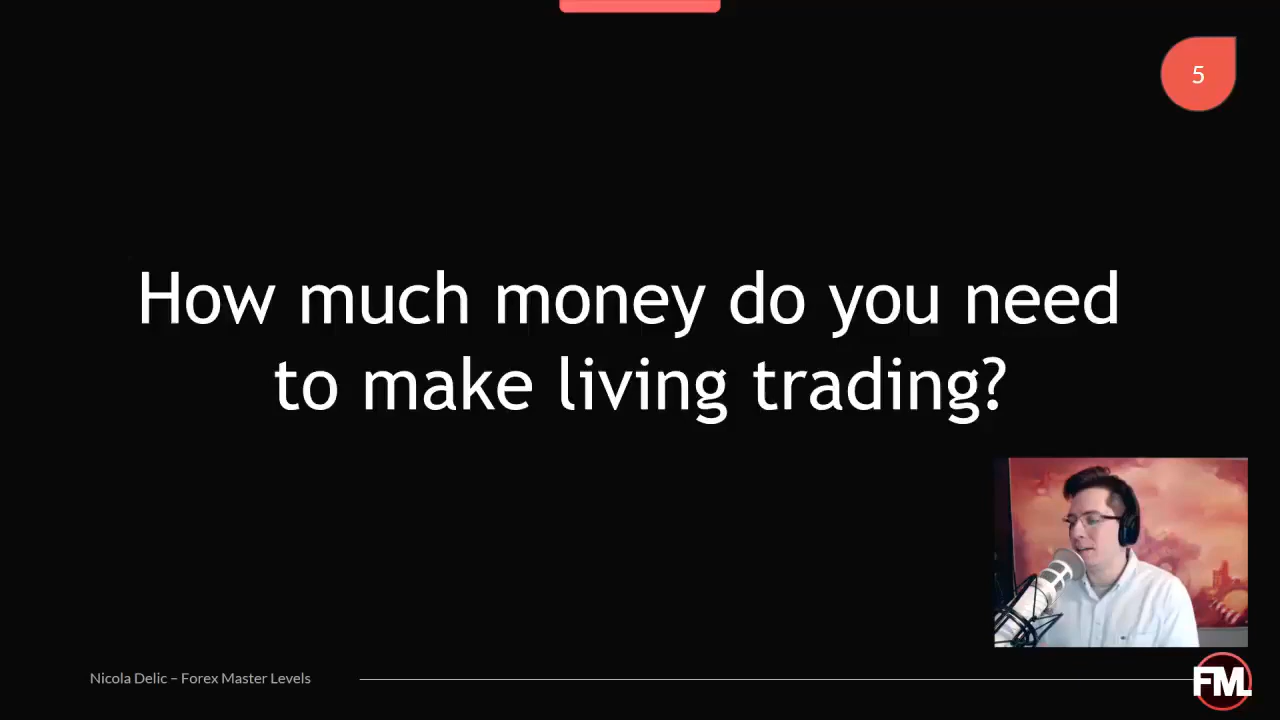 5
How much money do you need
to make living trading?
Nicola Delic – Forex Master Levels
FML